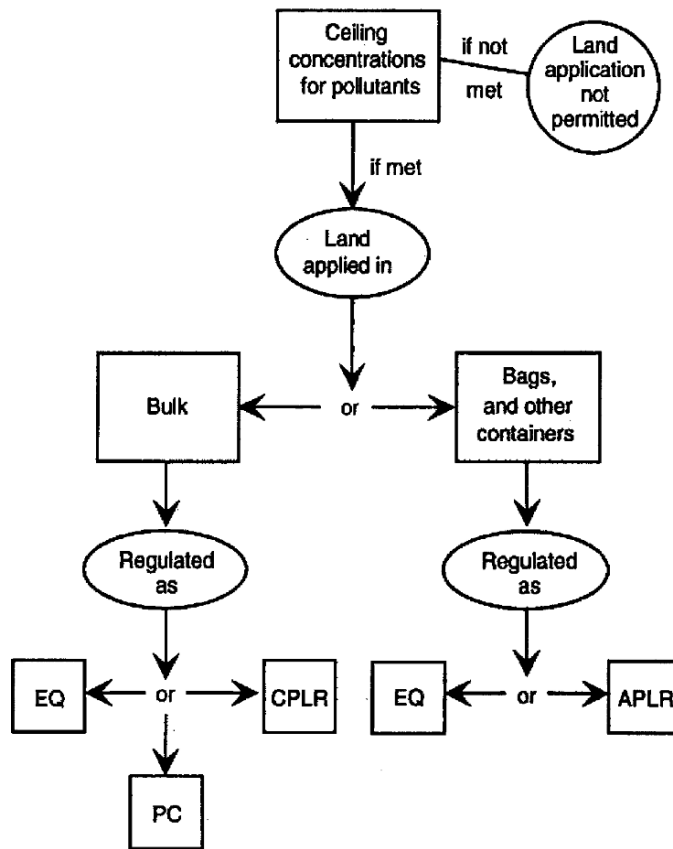 Ceiling
concentrations
for pollutants
if not
met
Land
application
not
permitted
if met
Land
applied in
Bulk
or
Bags,
and other
containers
Regulated
as
Regulated
as
EQ
or
CPLR
EQ
or
APLR
PC